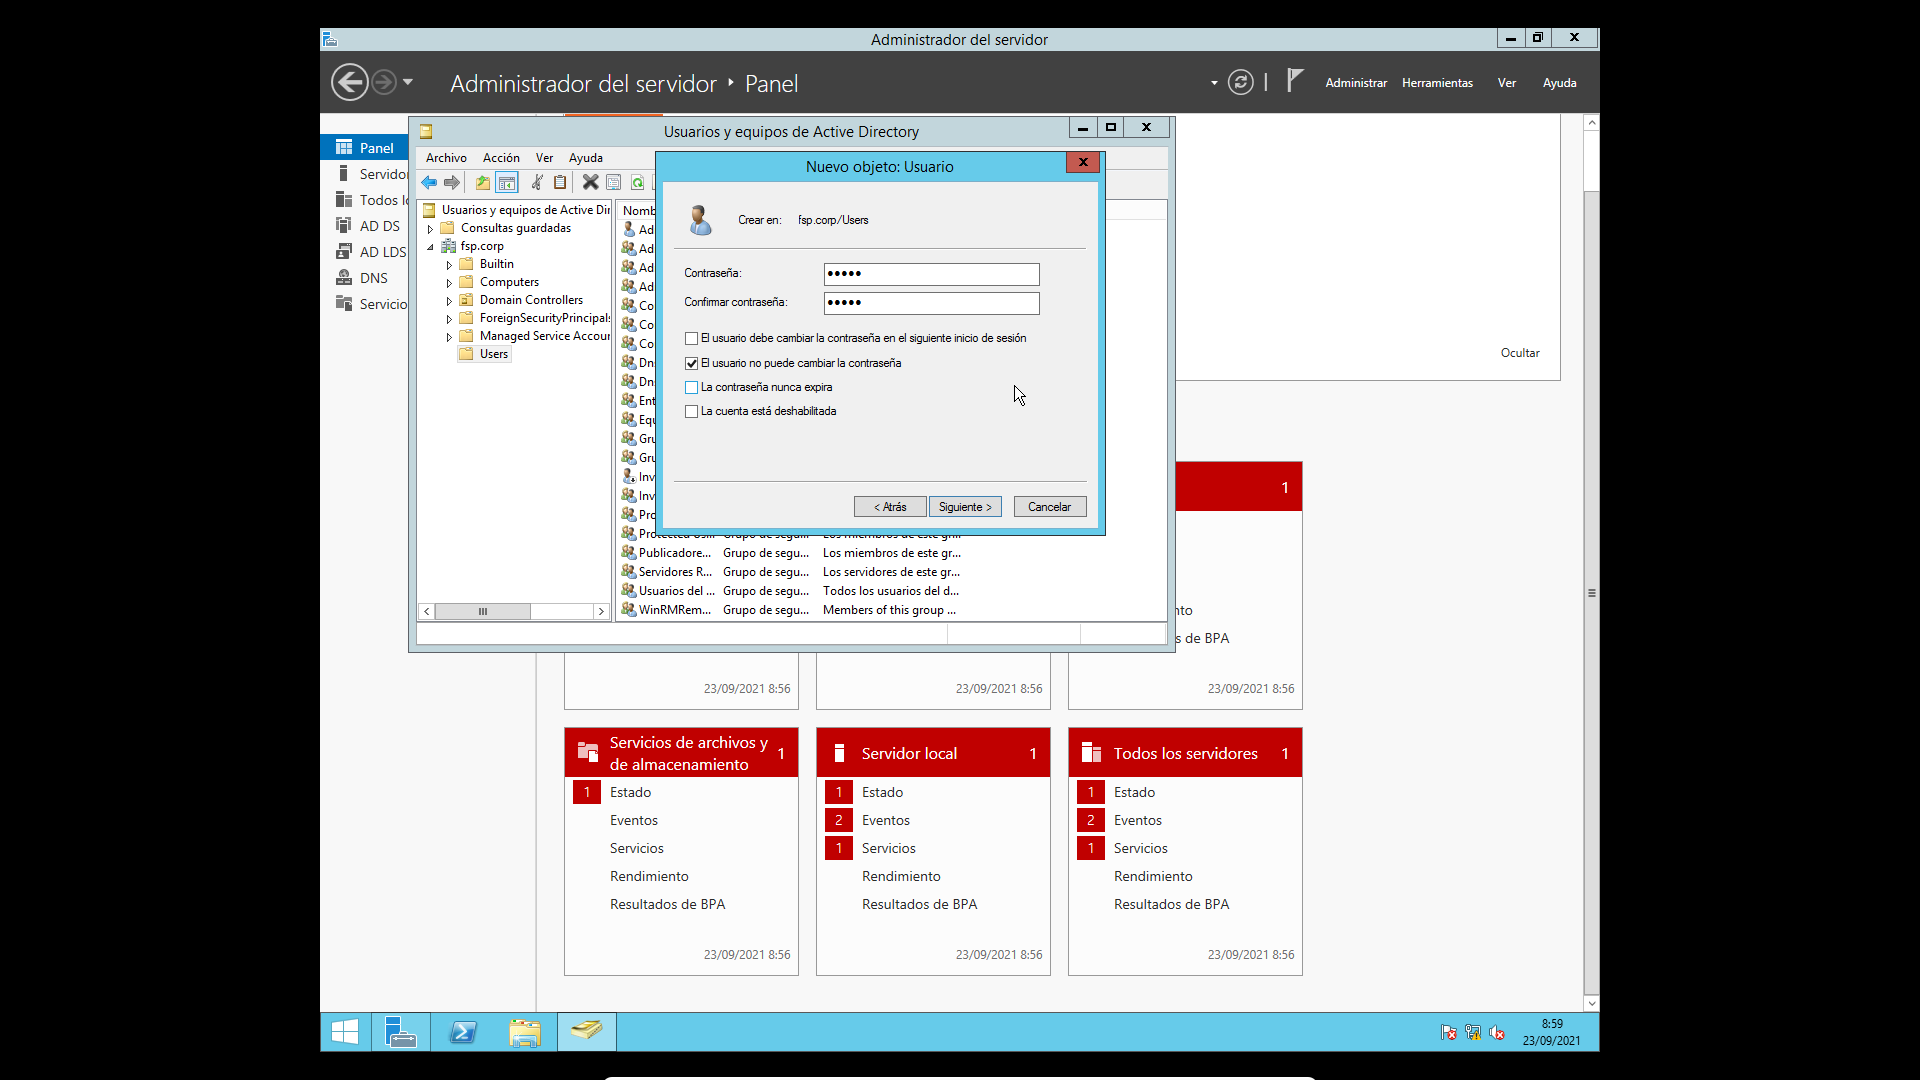 Administrador del servidor
Administrador del servidor ‣ Panel
Administrar Herramientas Ver Ayuda
Usuarios y equipos de Active Directory
Archivo Acción Ver Ayuda
Panel
Servidor
Todos lo
AD DS
AD LDS
DNS
Servicio
Usuarios y equipos de Active Dir
Consultas guardadas
fsp.corp
Builtin
Computers
Domain Controllers
ForeignSecurityPrincipals
Managed Service Accour
Users
Nomb
Ad
Ad
Ad
Ad
Co
Co
Co
Dn
Dn
Ent
Equ
Gru
Gru
Inv
Inv
Pro
Protected Us... Grupo de segu... Los miembros de este gr...
Publicadore... Grupo de segu... Los miembros de este gr...
Servidores R... Grupo de segu... Los servidores de este gr...
Usuarios del ... Grupo de segu... Todos los usuarios del d...
WinRMRem... Grupo de segu... Members of this group ...
Nuevo objeto: Usuario
Crear en: fsp.corp/Users
Contraseña: •••••
Confirmar contraseña: •••••
El usuario debe cambiar la contraseña en el siguiente inicio de sesión
El usuario no puede cambiar la contraseña
La contraseña nunca expira
La cuenta está deshabilitada
< Atrás Siguiente > Cancelar
Ocultar
1
nto
s de BPA
23/09/2021 8:56
23/09/2021 8:56
23/09/2021 8:56
Servicios de archivos y de almacenamiento 1
1 Estado
Eventos
Servicios
Rendimiento
Resultados de BPA
23/09/2021 8:56
Servidor local 1
1 Estado
2 Eventos
1 Servicios
Rendimiento
Resultados de BPA
23/09/2021 8:56
Todos los servidores 1
1 Estado
2 Eventos
1 Servicios
Rendimiento
Resultados de BPA
23/09/2021 8:56
8:59
23/09/2021